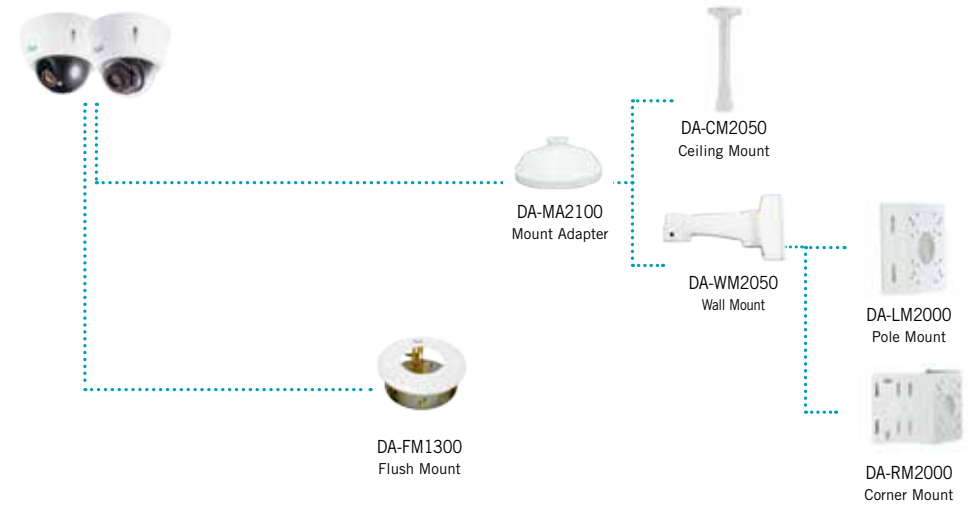 DA-CM2050
Ceiling Mount
DA-MA2100
Mount Adapter
DA-WM2050
Wall Mount
DA-LM2000
Pole Mount
DA-FM1300
Flush Mount
DA-RM2000
Corner Mount